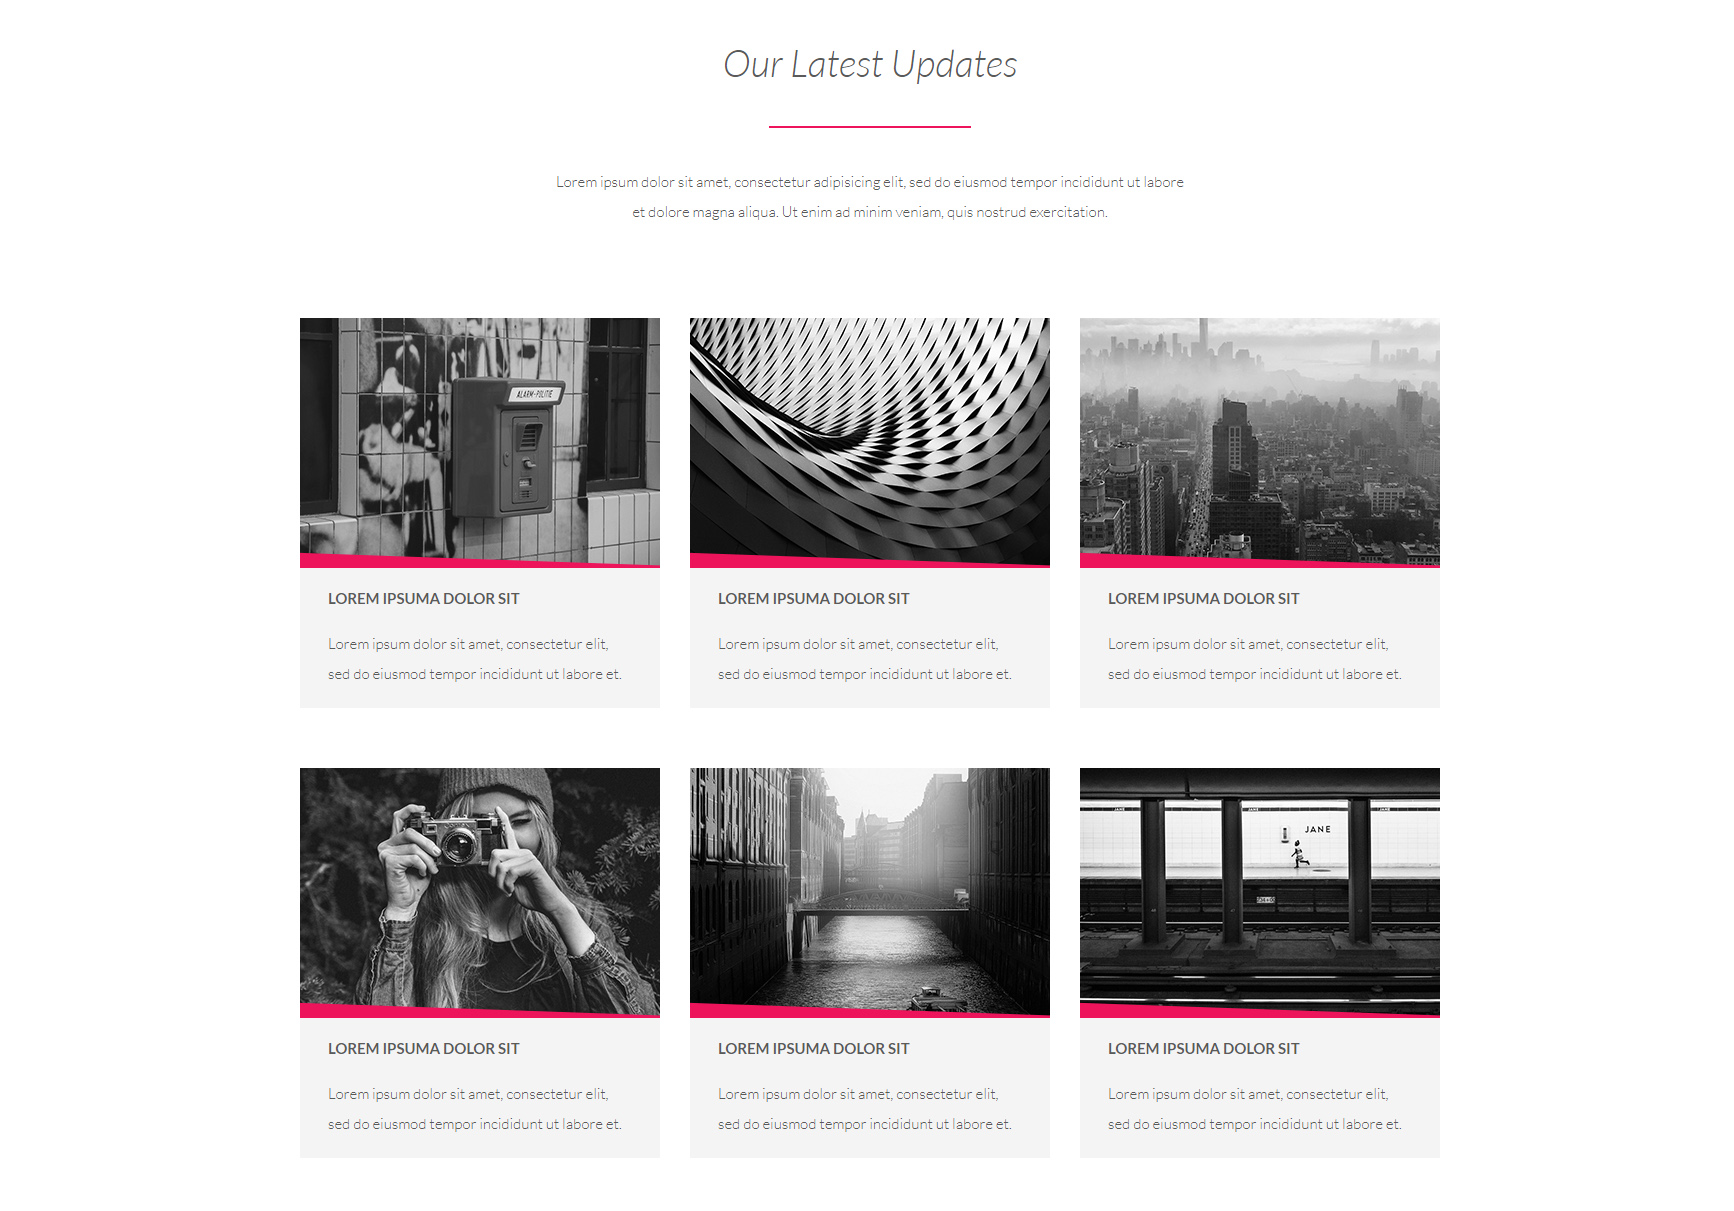 Our Latest Updates
Lorem ipsum dolor sit amet, consectetur adipisicing elit, sed do eiusmod tempor incididunt ut labore
et dolore magna aliqua. Ut enim ad minim veniam, quis nostrud exercitation.
ALARM-POLITIE
LOREM IPSUMA DOLOR SIT
Lorem ipsum dolor sit amet, consectetur elit,
sed do eiusmod tempor incididunt ut labore et.
LOREM IPSUMA DOLOR SIT
Lorem ipsum dolor sit amet, consectetur elit,
sed do eiusmod tempor incididunt ut labore et.
LOREM IPSUMA DOLOR SIT
Lorem ipsum dolor sit amet, consectetur elit,
sed do eiusmod tempor incididunt ut labore et.
JANE
JANE
JANE
JANE
LOREM IPSUMA DOLOR SIT
Lorem ipsum dolor sit amet, consectetur elit,
sed do eiusmod tempor incididunt ut labore et.
LOREM IPSUMA DOLOR SIT
Lorem ipsum dolor sit amet, consectetur elit,
sed do eiusmod tempor incididunt ut labore et.
LOREM IPSUMA DOLOR SIT
Lorem ipsum dolor sit amet, consectetur elit,
sed do eiusmod tempor incididunt ut labore et.